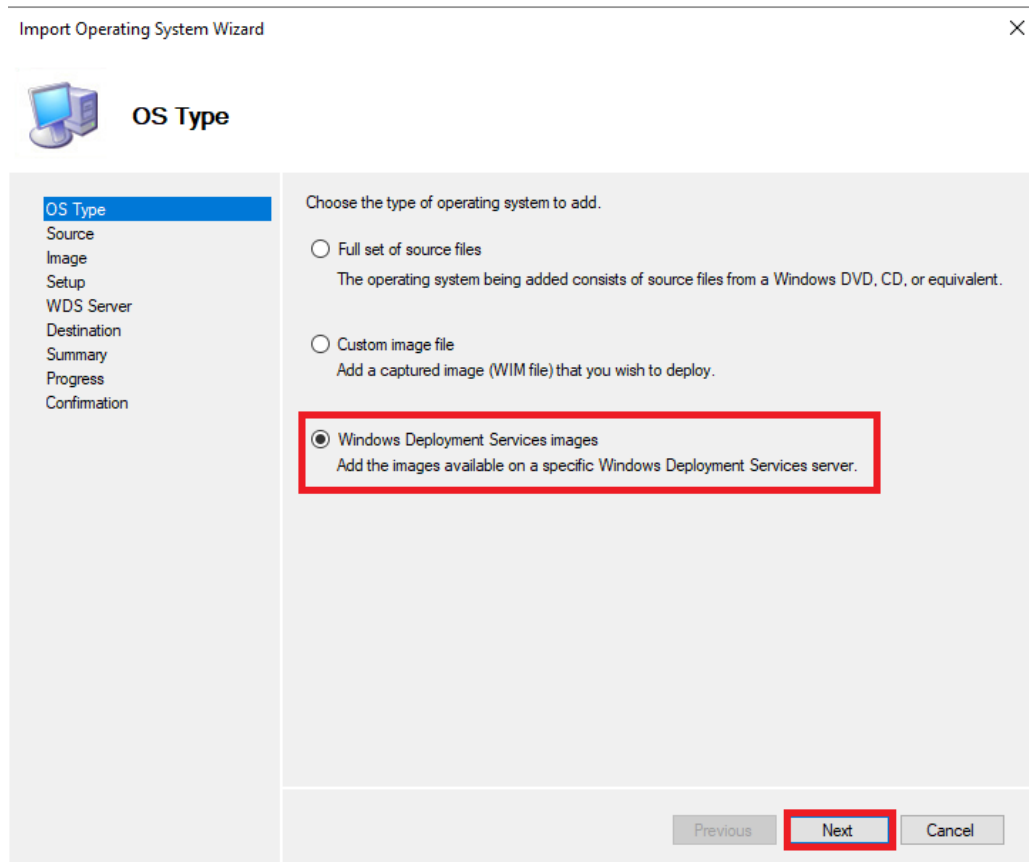 Import Operating System Wizard
OS Type
OS Type
Source
Image
Setup
WDS Server
Destination
Summary
Progress
Confirmation
Choose the type of operating system to add.
Full set of source files
The operating system being added consists of source files from a Windows DVD, CD, or equivalent.
Custom image file
Add a captured image (WIM file) that you wish to deploy.
Windows Deployment Services images
Add the images available on a specific Windows Deployment Services server.
Previous Next Cancel